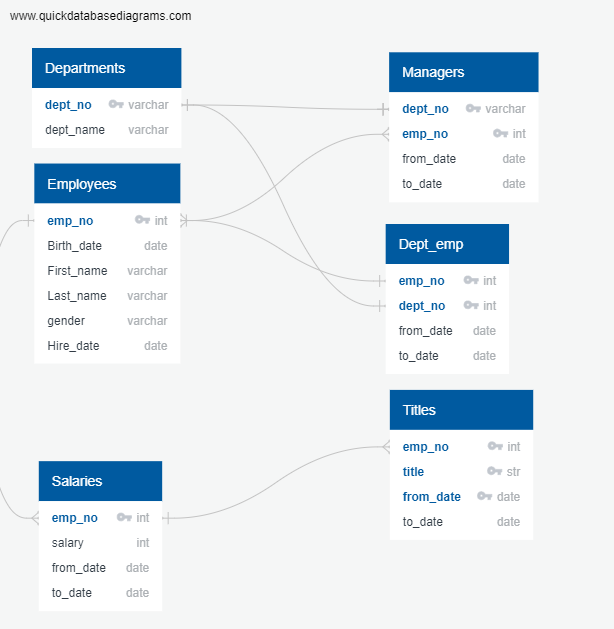 www.quickdatabasediagrams.com
Departments
dept_no varchar
dept_name varchar
Employees
emp_no int
Birth_date date
First_name varchar
Last_name varchar
gender varchar
Hire_date date
Salaries
emp_no int
salary int
from_date date
to_date date
Managers
dept_no varchar
emp_no int
from_date date
to_date date
Dept_emp
emp_no int
dept_no int
from_date date
to_date date
Titles
emp_no int
title str
from_date date
to_date date